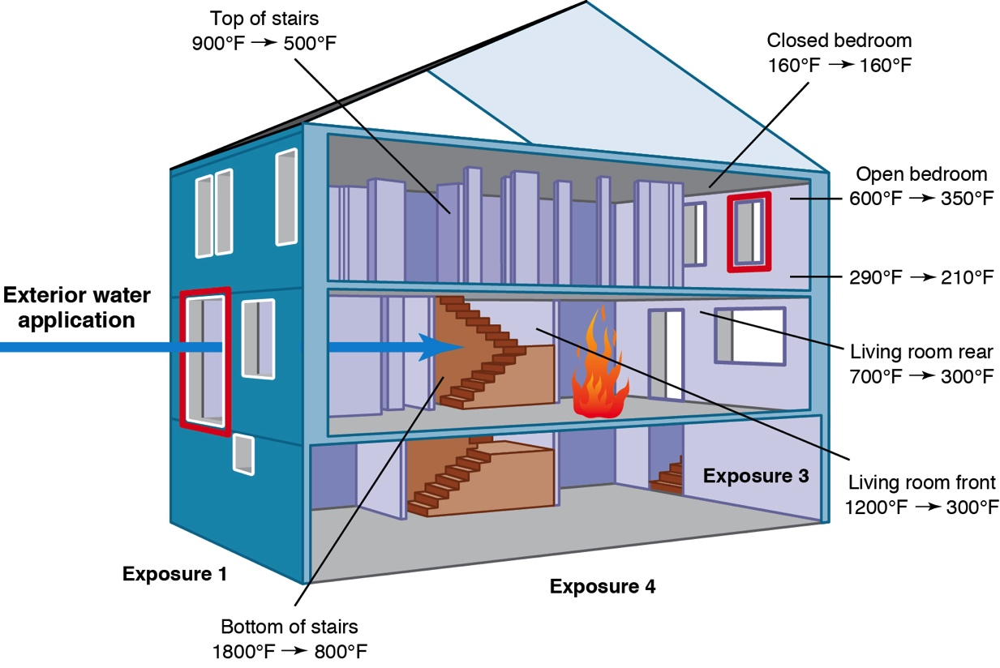 Top of stairs
900°F → 500°F
Closed bedroom
160°F → 160°F
Open bedroom
600°F → 350°F
290°F → 210°F
Exterior water
application
Living room rear
700°F → 300°F
Exposure 3
Living room front
1200°F → 300°F
Exposure 1
Exposure 4
Bottom of stairs
1800°F → 800°F